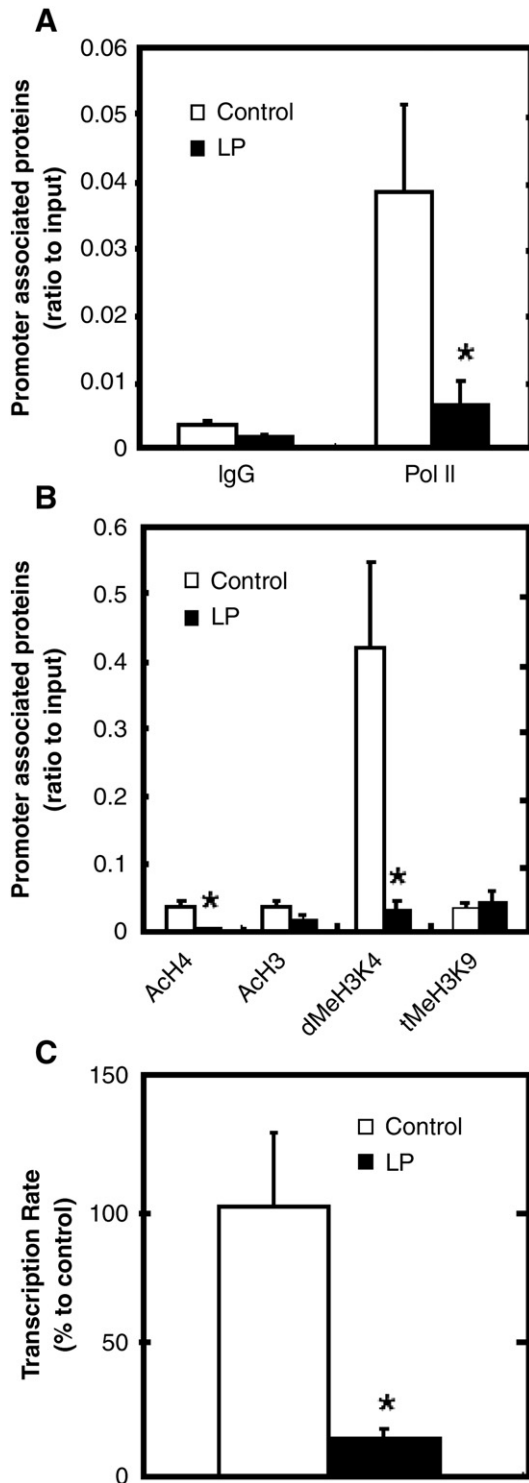 A
Promoter associated proteins
(ratio to input)
0.06
0.05
0.04
0.03
0.02
0.01
0
Control
LP
*
IgG Pol II
B
Promoter associated proteins
(ratio to input)
0.6
0.5
0.4
0.3
0.2
0.1
0
Control
LP
*
*
AcH4 AcH3 dMeH3K4 tMeH3K9
C
Transcription Rate
(% to control)
150
100
50
0
Control
LP
*